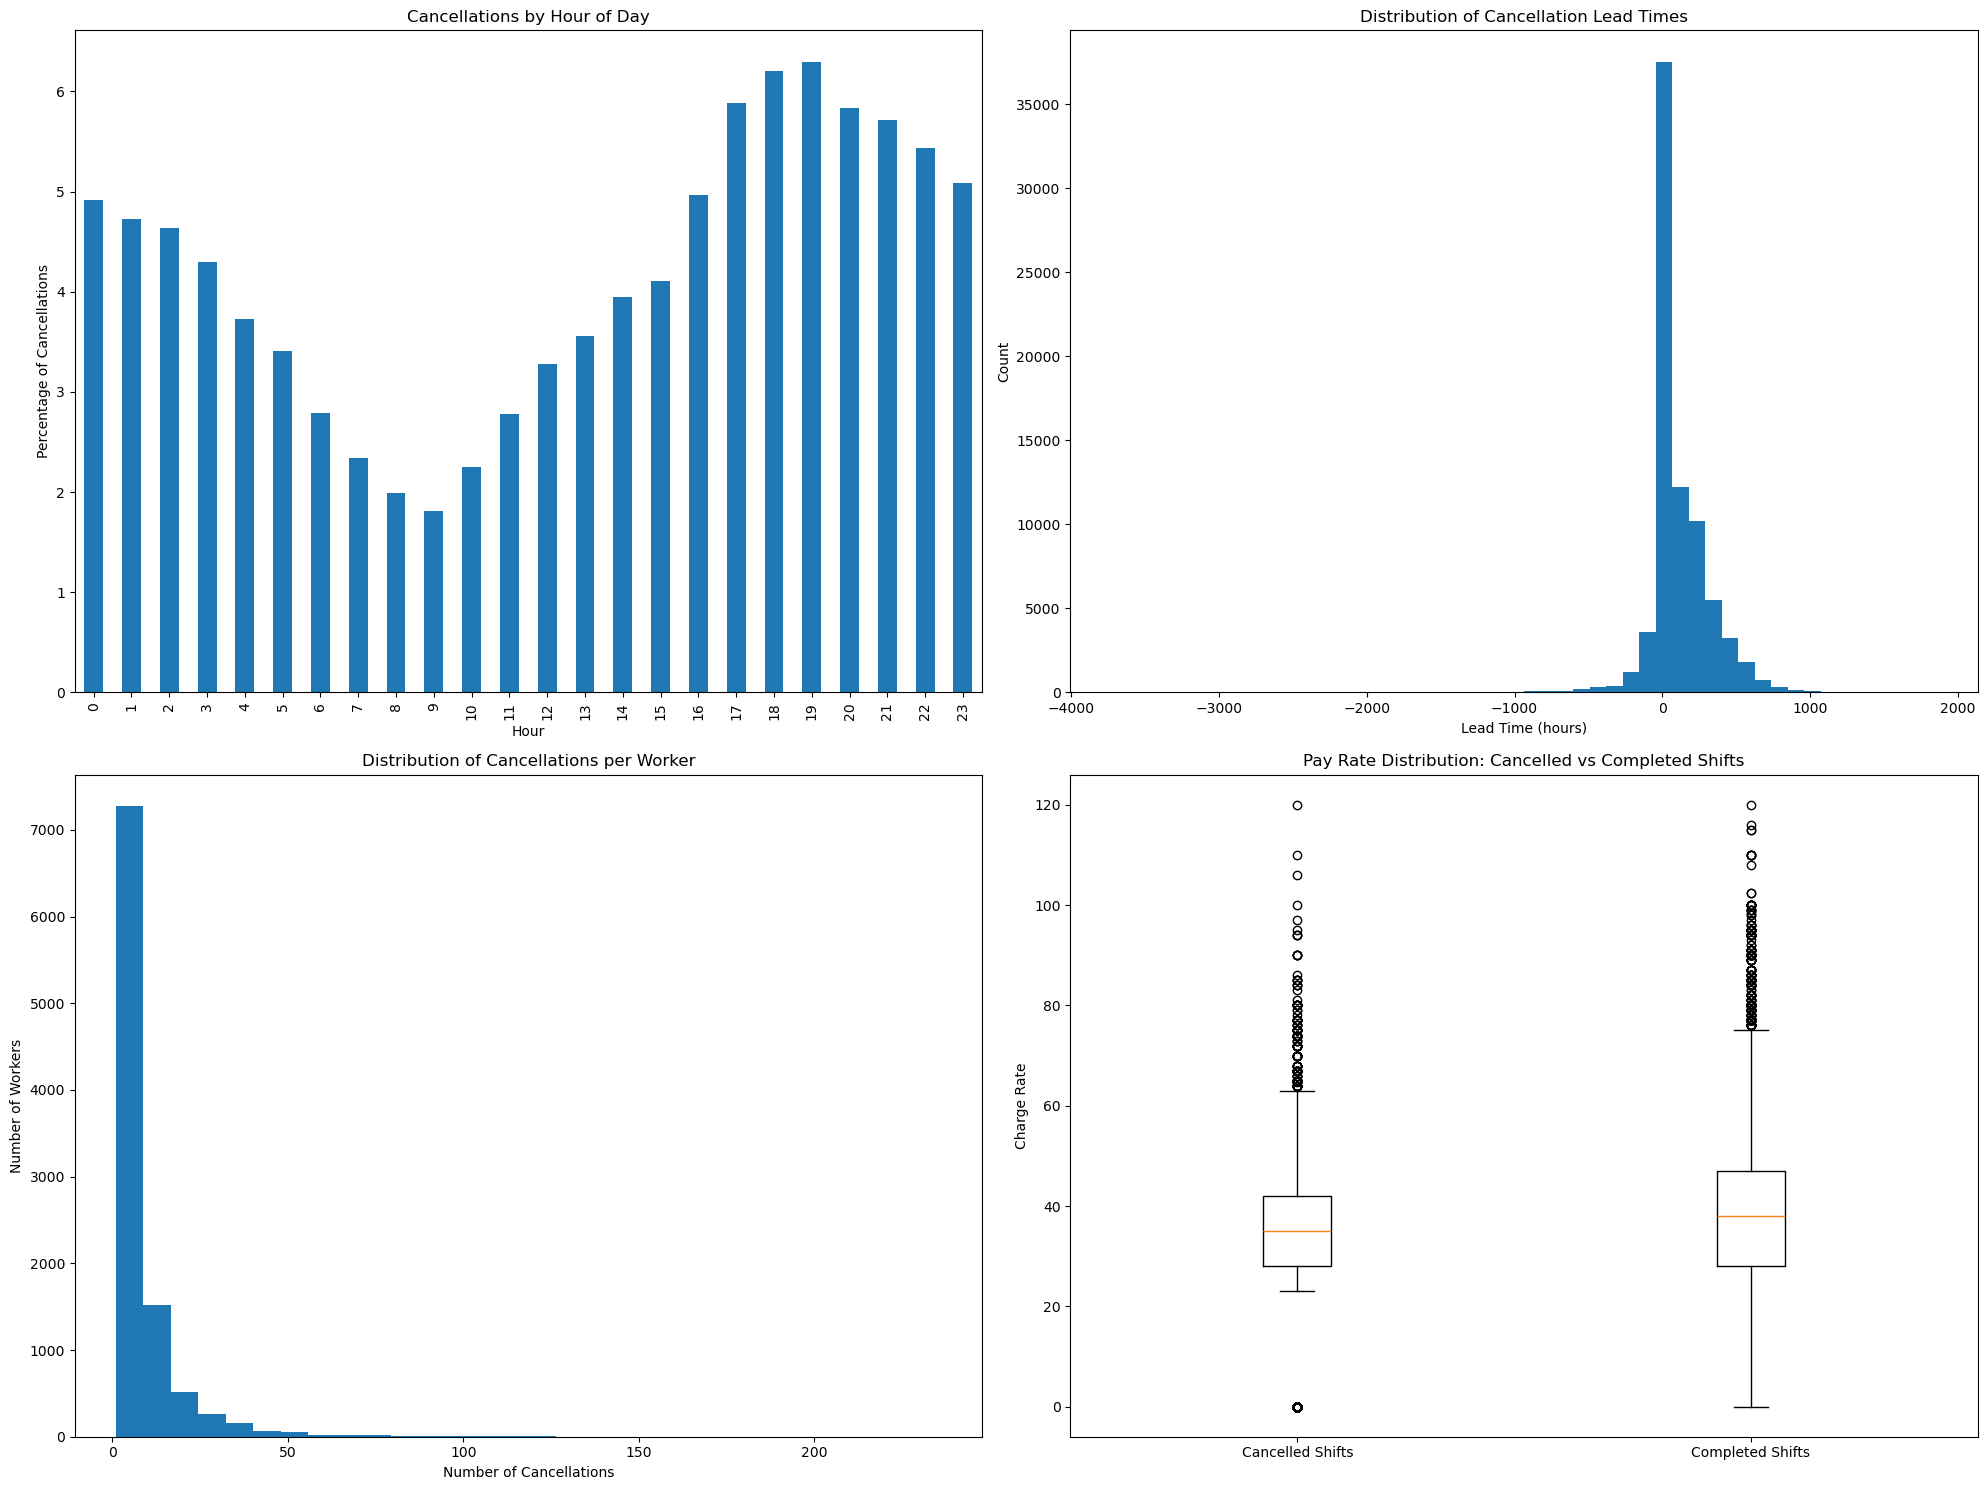 Cancellations by Hour of Day
Percentage of Cancellations
6
5
4
3
2
1
0
0 1 2 3 4 5 6 7 8 9 10 11 12 13 14 15 16 17 18 19 20 21 22 23
Hour
Distribution of Cancellation Lead Times
Count
35000
30000
25000
20000
15000
10000
5000
0
−4000 −3000 −2000 −1000 0 1000 2000
Lead Time (hours)
Distribution of Cancellations per Worker
Number of Workers
7000
6000
5000
4000
3000
2000
1000
0
0 50 100 150 200
Number of Cancellations
Pay Rate Distribution: Cancelled vs Completed Shifts
Charge Rate
120
100
80
60
40
20
0
Cancelled Shifts Completed Shifts